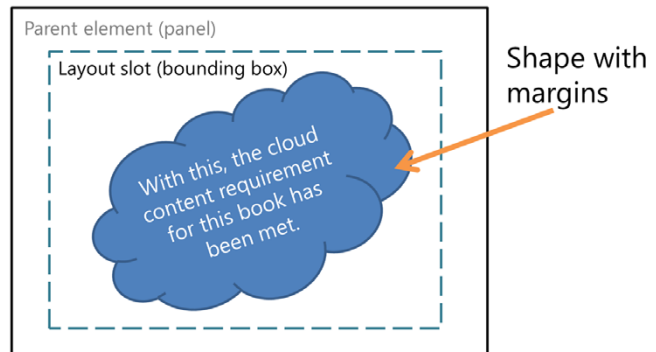 Parent element (panel)
Layout slot (bounding box)
Shape with
margins
With this, the cloud
content requirement
for this book has
been met.